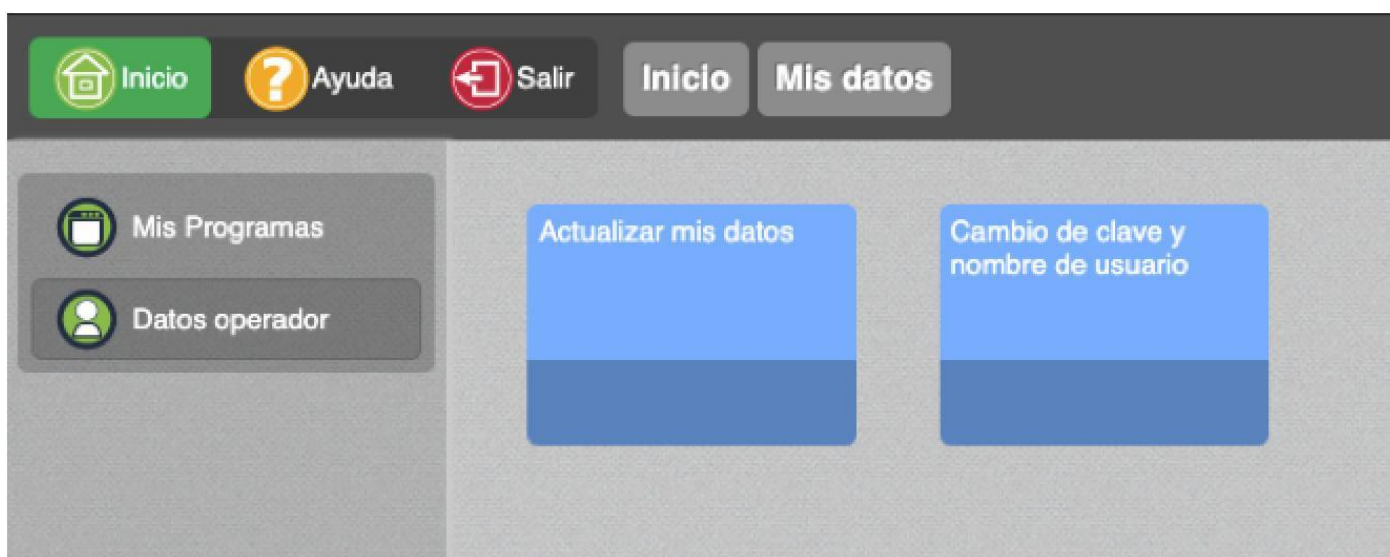 Inicio
Ayuda
Salir
Inicio
Mis datos
Mis Programas
Datos operador
Actualizar mis datos
Cambio de clave y
nombre de usuario